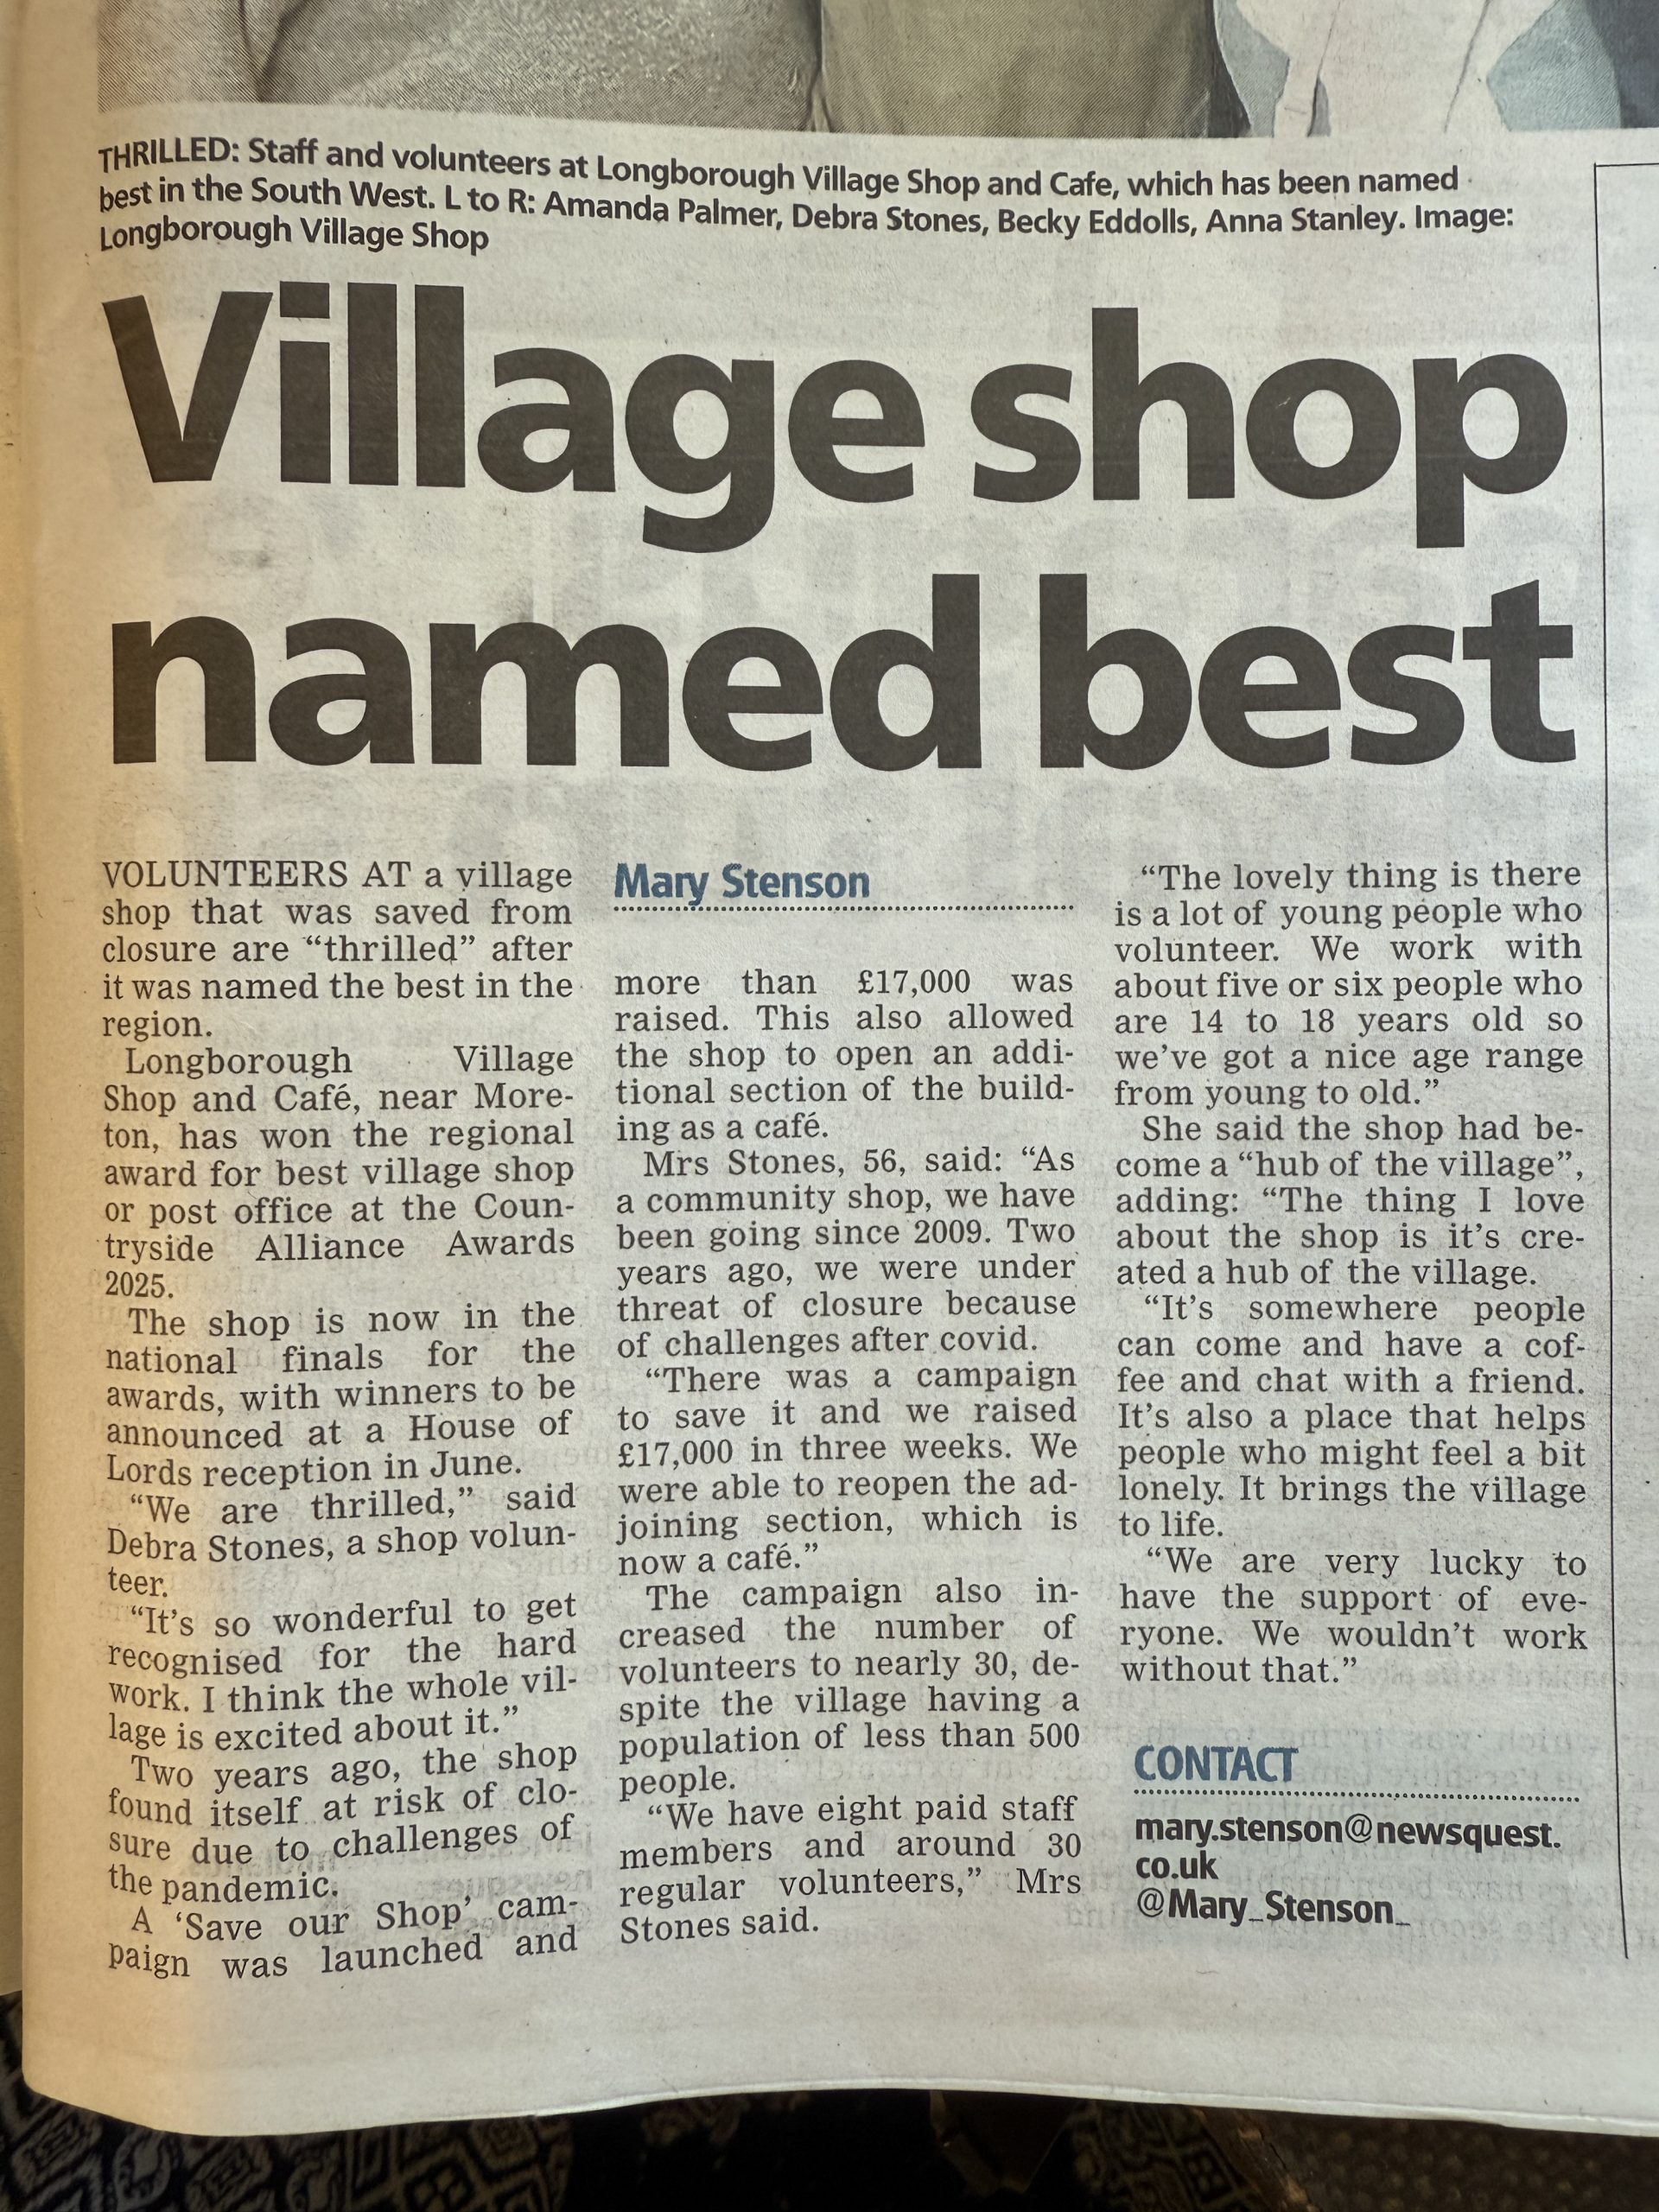 THRILLED: Staff and volunteers at Longborough Village Shop and Cafe, which has been named
best in the South West. L to R: Amanda Palmer, Debra Stones, Becky Eddolls, Anna Stanley. Image:
Longborough Village Shop
Village shop
named best
VOLUNTEERS AT a village
shop that was saved from
closure are “thrilled” after
it was named the best in the
region.
Longborough Village
Shop and Café, near More-
ton, has won the regional
award for best village shop
or post office at the Coun-
tryside Alliance Awards
2025.
The shop is now in the
national finals for the
awards, with winners to be
announced at a House of
Lords reception in June.
“We are thrilled,” said
Debra Stones, a shop volun-
teer.
“It’s so wonderful to get
recognised for the hard
work. I think the whole vil-
lage is excited about it.”
Two years ago, the shop
found itself at risk of clo-
sure due to challenges of
the pandemic.
A ‘Save our Shop’ cam-
paign was launched and
Mary Stenson
more than £17,000 was
raised. This also allowed
the shop to open an addi-
tional section of the build-
ing as a café.
Mrs Stones, 56, said: “As
a community shop, we have
been going since 2009. Two
years ago, we were under
threat of closure because
of challenges after covid.
“There was a campaign
to save it and we raised
£17,000 in three weeks. We
were able to reopen the ad-
joining section, which is
now a café.”
The campaign also in-
creased the number of
volunteers to nearly 30, de-
spite the village having a
population of less than 500
people.
“We have eight paid staff
members and around 30
regular volunteers,” Mrs
Stones said.
“The lovely thing is there
is a lot of young people who
volunteer. We work with
about five or six people who
are 14 to 18 years old so
we’ve got a nice age range
from young to old.”
She said the shop had be-
come a “hub of the village”,
adding: “The thing I love
about the shop is it’s cre-
ated a hub of the village.
“It’s somewhere people
can come and have a cof-
fee and chat with a friend.
It’s also a place that helps
people who might feel a bit
lonely. It brings the village
to life.
“We are very lucky to
have the support of eve-
ryone. We wouldn’t work
without that.”
CONTACT
mary.stenson@newsquest.
co.uk
@Mary_Stenson_